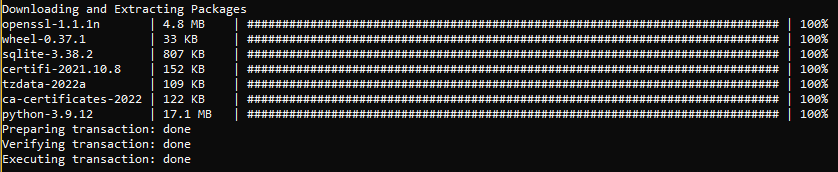 Downloading and Extracting Packages
openssl-1.1.1n       | 4.8 MB    | ############################################################################ | 100%
wheel-0.37.1         | 33 KB     | ############################################################################ | 100%
sqlite-3.38.2        | 807 KB    | ############################################################################ | 100%
certifi-2021.10.8    | 152 KB    | ############################################################################ | 100%
tzdata-2022a         | 109 KB    | ############################################################################ | 100%
ca-certificates-2022 | 122 KB    | ############################################################################ | 100%
python-3.9.12        | 17.1 MB   | ############################################################################ | 100%
Preparing transaction: done
Verifying transaction: done
Executing transaction: done